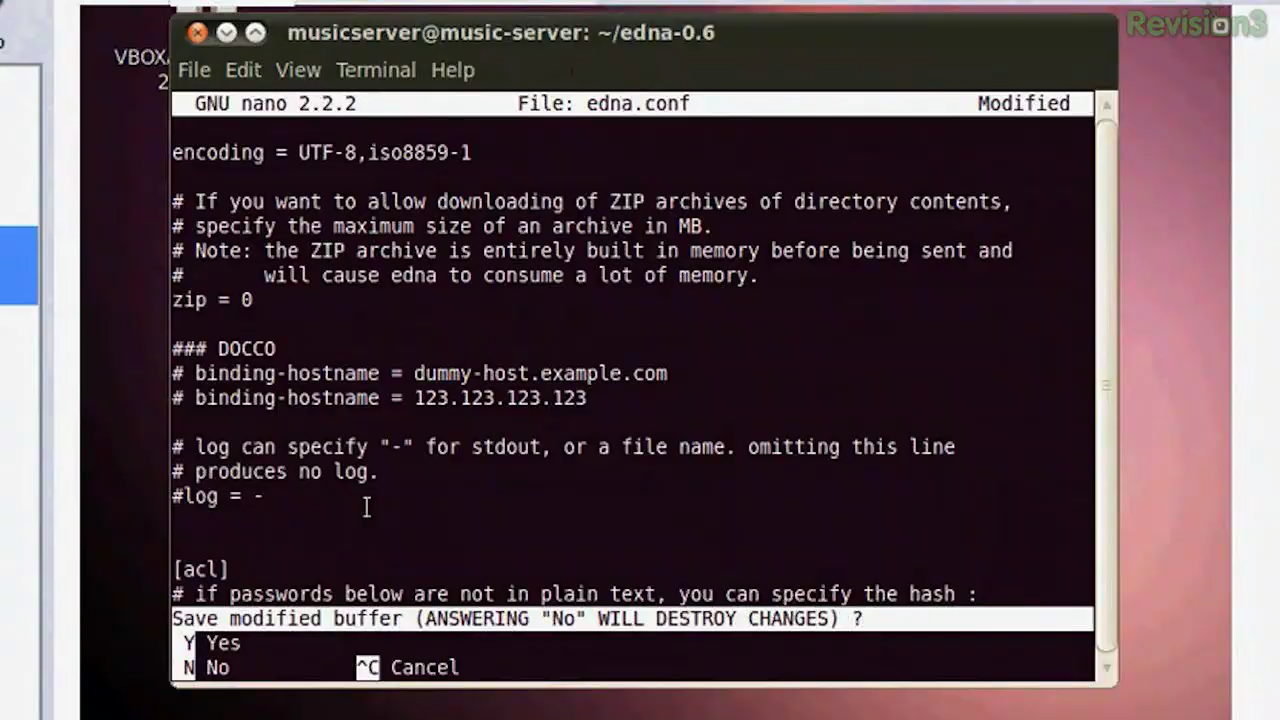 Revision3
musicserver@music-server: ~/edna-0.6
VBOX
2
File Edit View Terminal Help
GNU nano 2.2.2 File: edna.conf Modified
encoding = UTF-8,iso8859-1
# If you want to allow downloading of ZIP archives of directory contents,
# specify the maximum size of an archive in MB.
# Note: the ZIP archive is entirely built in memory before being sent and
# will cause edna to consume a lot of memory.
zip = 0
### DOCCO
# binding-hostname = dummy-host.example.com
# binding-hostname = 123.123.123.123
# log can specify "-" for stdout, or a file name. omitting this line
# produces no log.
#log = -
[acl]
# if passwords below are not in plain text, you can specify the hash :
Save modified buffer (ANSWERING "No" WILL DESTROY CHANGES) ?
Y Yes
N No ^C Cancel